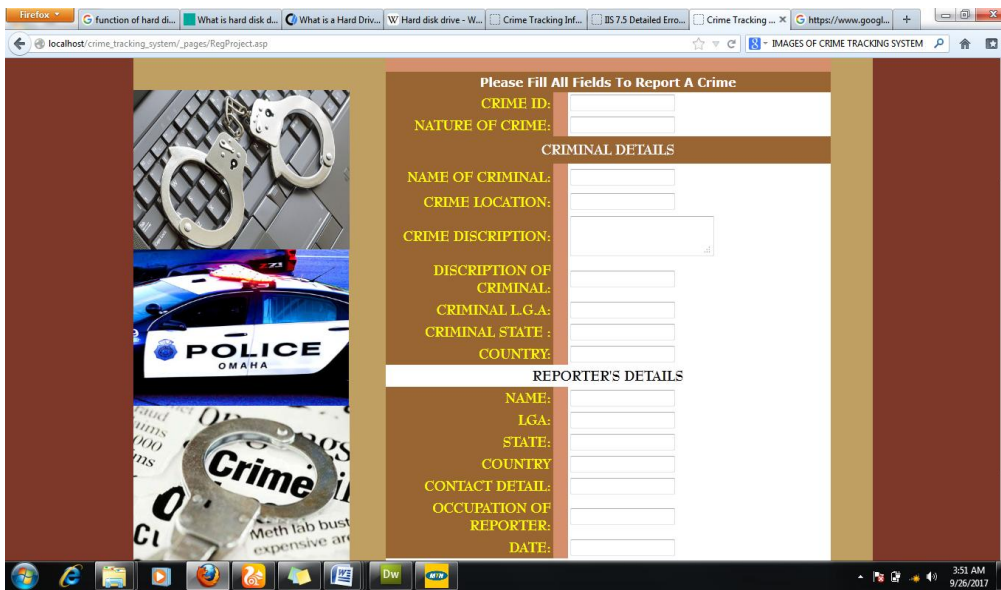 Firefox
G function of hard di...
What is hard disk d...
What is a Hard Driv...
W Hard disk drive - W...
Crime Tracking Inf...
IIS 7.5 Detailed Erro...
Crime Tracking ...
G https://www.googl...
localhost/crime_tracking_system/_pages/RegProject.asp
IMAGES OF CRIME TRACKING SYSTEM
Please Fill All Fields To Report A Crime
CRIME ID:
NATURE OF CRIME:
CRIMINAL DETAILS
NAME OF CRIMINAL:
CRIME LOCATION:
CRIME DISCRIPTION:
DISCRIPTION OF
CRIMINAL:
CRIMINAL L.G.A:
CRIMINAL STATE :
COUNTRY:
REPORTER'S DETAILS
NAME:
LGA:
STATE:
COUNTRY
CONTACT DETAIL:
OCCUPATION OF
REPORTER:
DATE:
POLICE
OMAHA
Crime
Meth lab bust
expensive
Dw
MTN
3:51 AM
9/26/2017